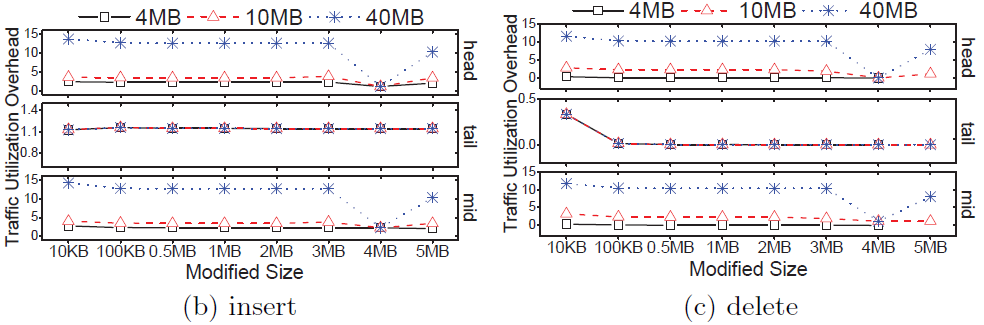 4MB 10MB 40MB
Traffic Utilization Overhead
15
10
5
0
head
1.4
1.1
0.8
tail
15
10
5
0
mid
10KB 100KB 0.5MB 1MB 2MB 3MB 4MB 5MB
Modified Size
(b) insert
4MB 10MB 40MB
Traffic Utilization Overhead
15
10
5
0
head
0.5
0.0
tail
15
10
5
0
mid
10KB 100KB 0.5MB 1MB 2MB 3MB 4MB 5MB
Modified Size
(c) delete